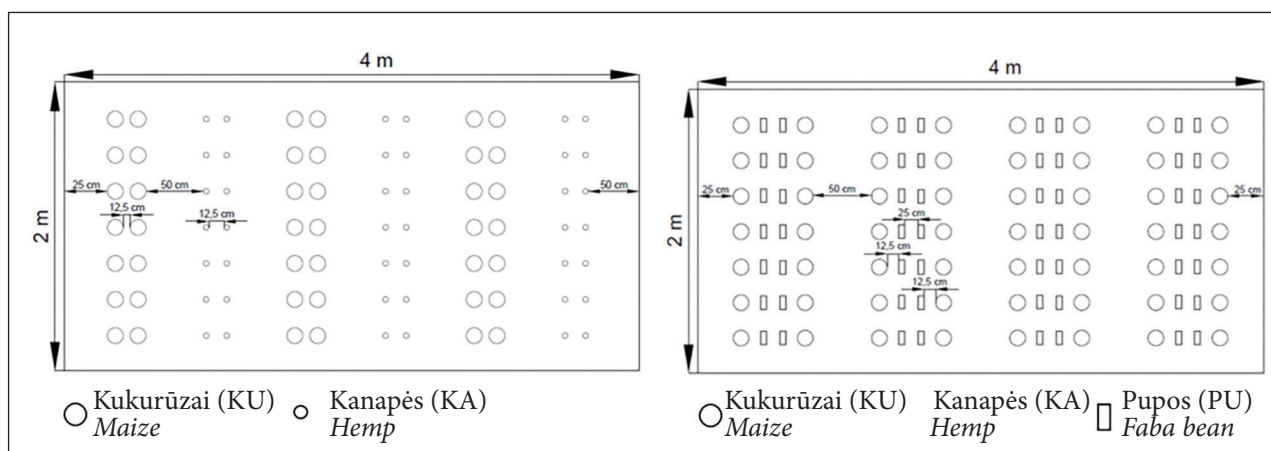 4 m
2 m
25 cm
50 cm
50 cm
12,5 cm
12,5 cm
Kukurūzai (KU)
Maize
Kanapės (KA)
Hemp
4 m
2 m
25 cm
50 cm
25 cm
25 cm
12,5 cm
12,5 cm
Kukurūzai (KU)
Maize
Kanapės (KA)
Hemp
Pupos (PU)
Faba bean